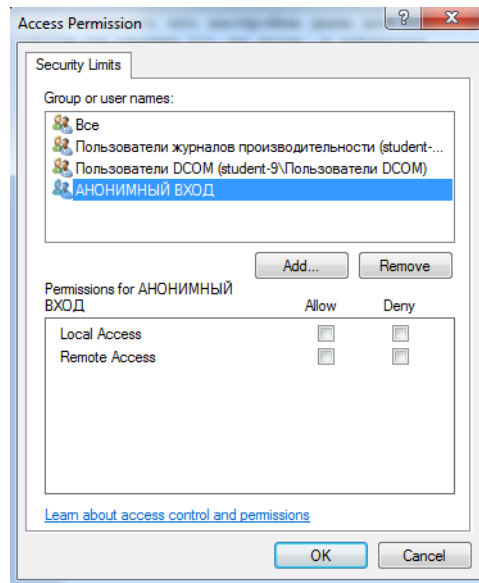 Access Permission
Security Limits
Group or user names:
Все
Пользователи журналов производительности (student-...
Пользователи DCOM (student-9\Пользователи DCOM)
АНОНИМНЫЙ ВХОД
Add...
Remove
Permissions for АНОНИМНЫЙ
ВХОД
Allow
Deny
Local Access
Remote Access
Learn about access control and permissions
OK
Cancel